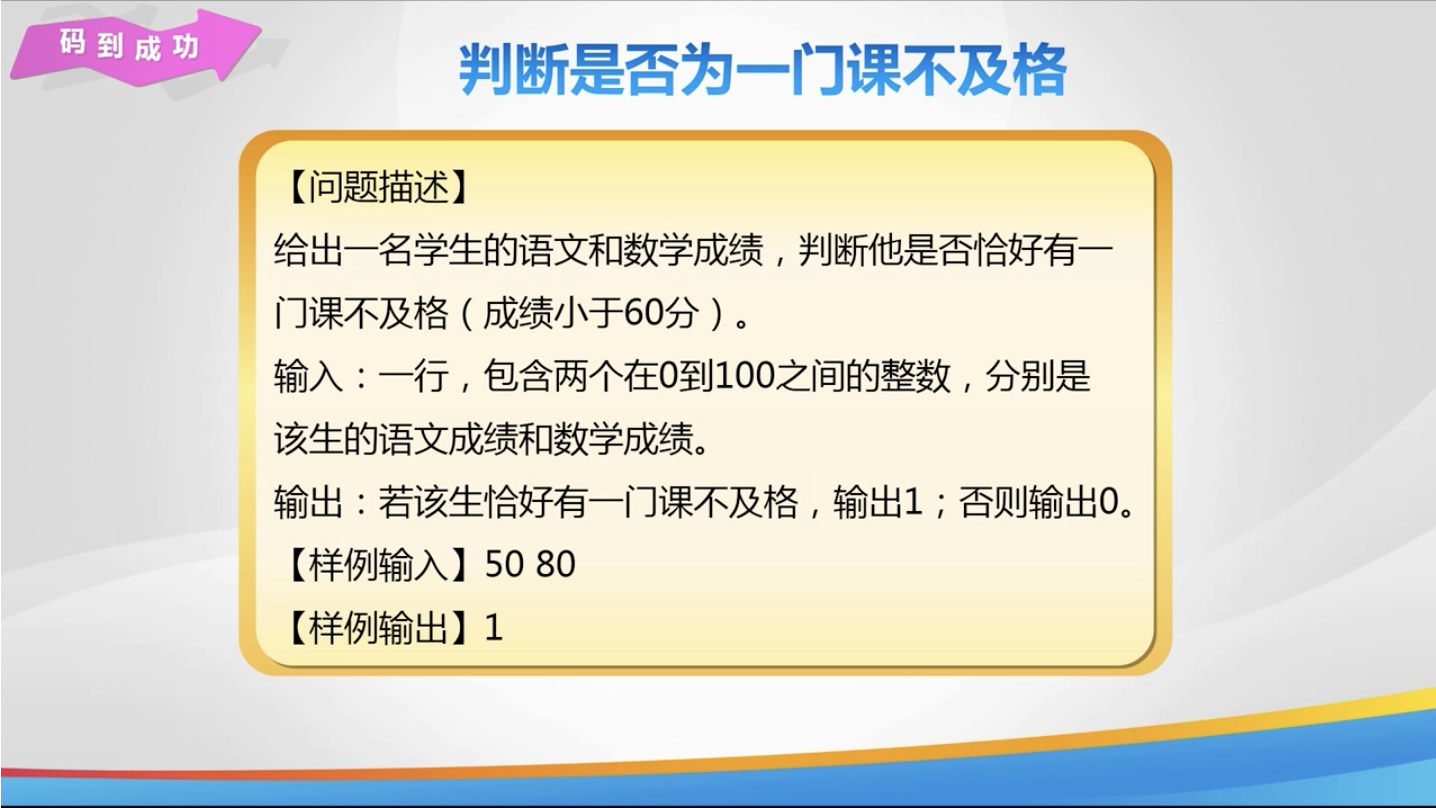 码到成功
判断是否为一门课不及格
【问题描述】
给出一名学生的语文和数学成绩，判断他是否恰好有一
门课不及格（成绩小于60分）。
输入：一行，包含两个在0到100之间的整数，分别是
该生的语文成绩和数学成绩。
输出：若该生恰好有一门课不及格，输出1；否则输出0。
【样例输入】50 80
【样例输出】1